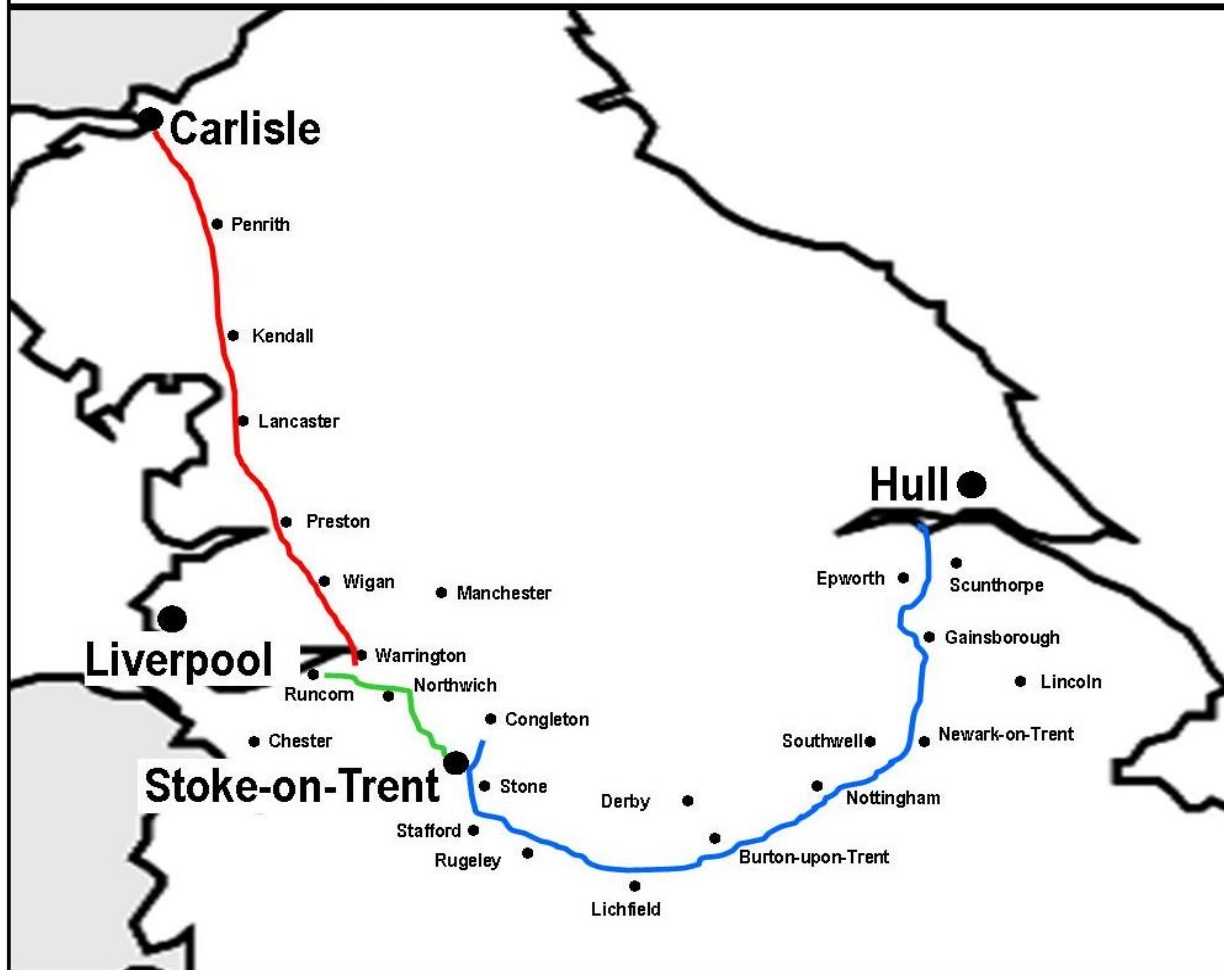 Carlisle
Penrith
Kendall
Lancaster
Preston
Hull
Wigan
Manchester
Epworth
Scunthorpe
Liverpool
Warrington
Gainsborough
Runcorn
Northwich
Lincoln
Congleton
Chester
Southwell
Newark-on-Trent
Stoke-on-Trent
Stone
Derby
Nottingham
Stafford
Rugeley
Burton-upon-Trent
Lichfield